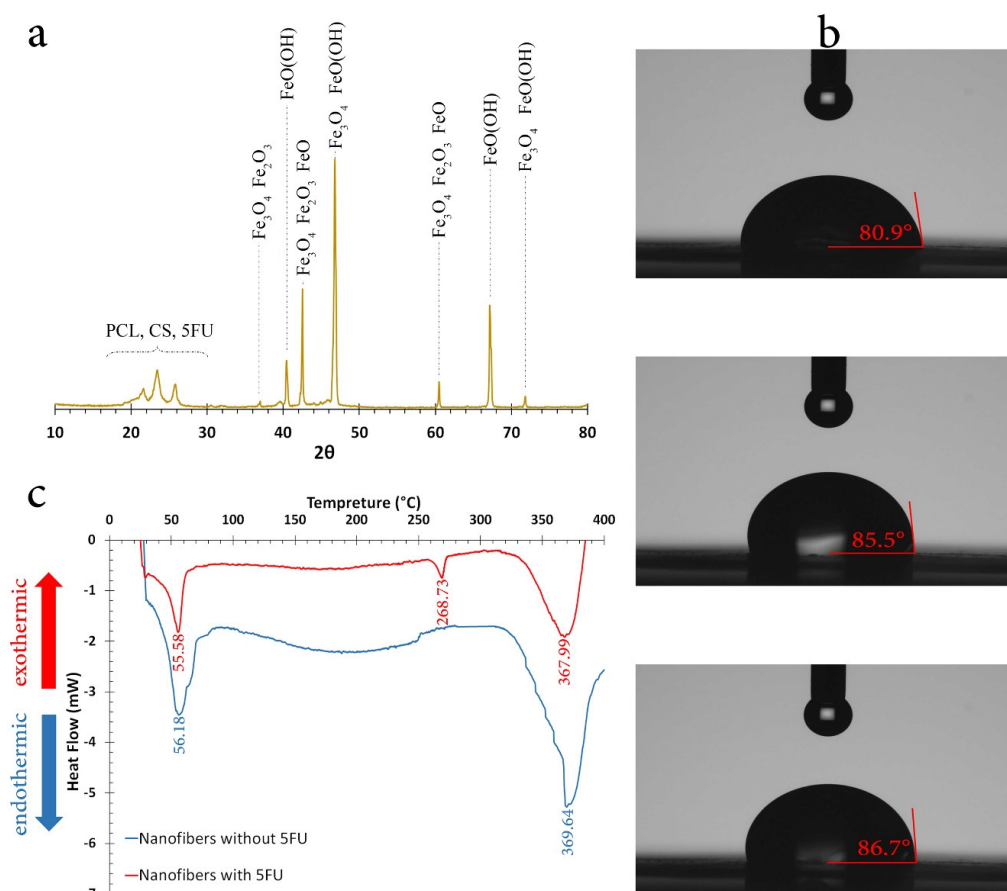 a
b
Fe3O4 Fe2O3
FeO(OH)
Fe3O4 Fe2O3 FeO
Fe3O4 FeO(OH)
Fe3O4 Fe2O3 FeO
FeO(OH)
Fe3O4 FeO(OH)
PCL, CS, 5FU
10 20 30 40 50 60 70 80
2θ
80.9°
85.5°
86.7°
c
Tempreture (°C)
0 50 100 150 200 250 300 350 400
0
-1
-2
-3
-4
-5
-6
-7
Heat Flow (mW)
exothermic
endothermic
55.58
268.73
367.99
56.18
369.64
Nanofibers without 5FU
Nanofibers with 5FU